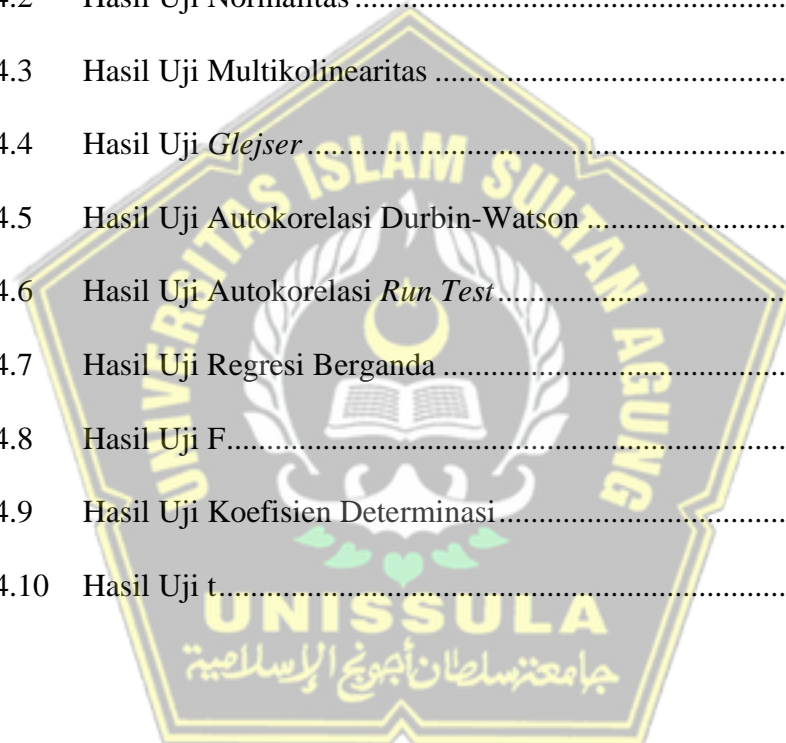 4.2 Hasil Uji Normalitas
4.3 Hasil Uji Multikolinearitas
4.4 Hasil Uji Glejser
4.5 Hasil Uji Autokorelasi Durbin-Watson
4.6 Hasil Uji Autokorelasi Run Test
4.7 Hasil Uji Regresi Berganda
4.8 Hasil Uji F
4.9 Hasil Uji Koefisien Determinasi
4.10 Hasil Uji t
UNIVERSITAS ISLAM SULTAN AGUNG
UNISSULA
جامعة سلطان أجونج الإسلامية